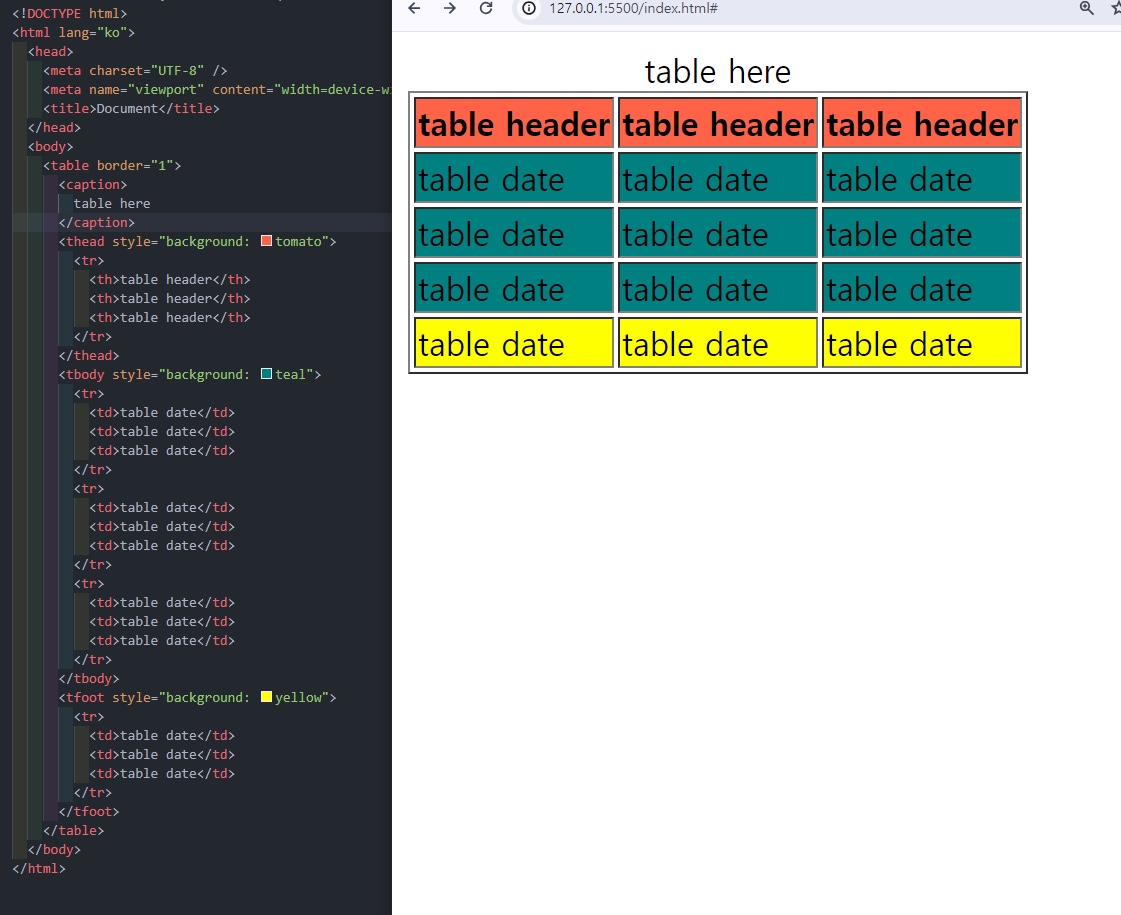 <!DOCTYPE html>
<html lang="ko">
<head>
<meta charset="UTF-8" />
<meta name="viewport" content="width=device-w
<title>Document</title>
</head>
<body>
<table border="1">
<caption>
table here
</caption>
<thead style="background: tomato">
<tr>
<th>table header</th>
<th>table header</th>
<th>table header</th>
</tr>
</thead>
<tbody style="background: teal">
<tr>
<td>table date</td>
<td>table date</td>
<td>table date</td>
</tr>
<tr>
<td>table date</td>
<td>table date</td>
<td>table date</td>
</tr>
<tr>
<td>table date</td>
<td>table date</td>
<td>table date</td>
</tr>
</tbody>
<tfoot style="background: yellow">
<tr>
<td>table date</td>
<td>table date</td>
<td>table date</td>
</tr>
</tfoot>
</table>
</body>
</html>
127.0.0.1:5500/index.html#
table here
table header table header table header
table date table date table date
table date table date table date
table date table date table date
table date table date table date